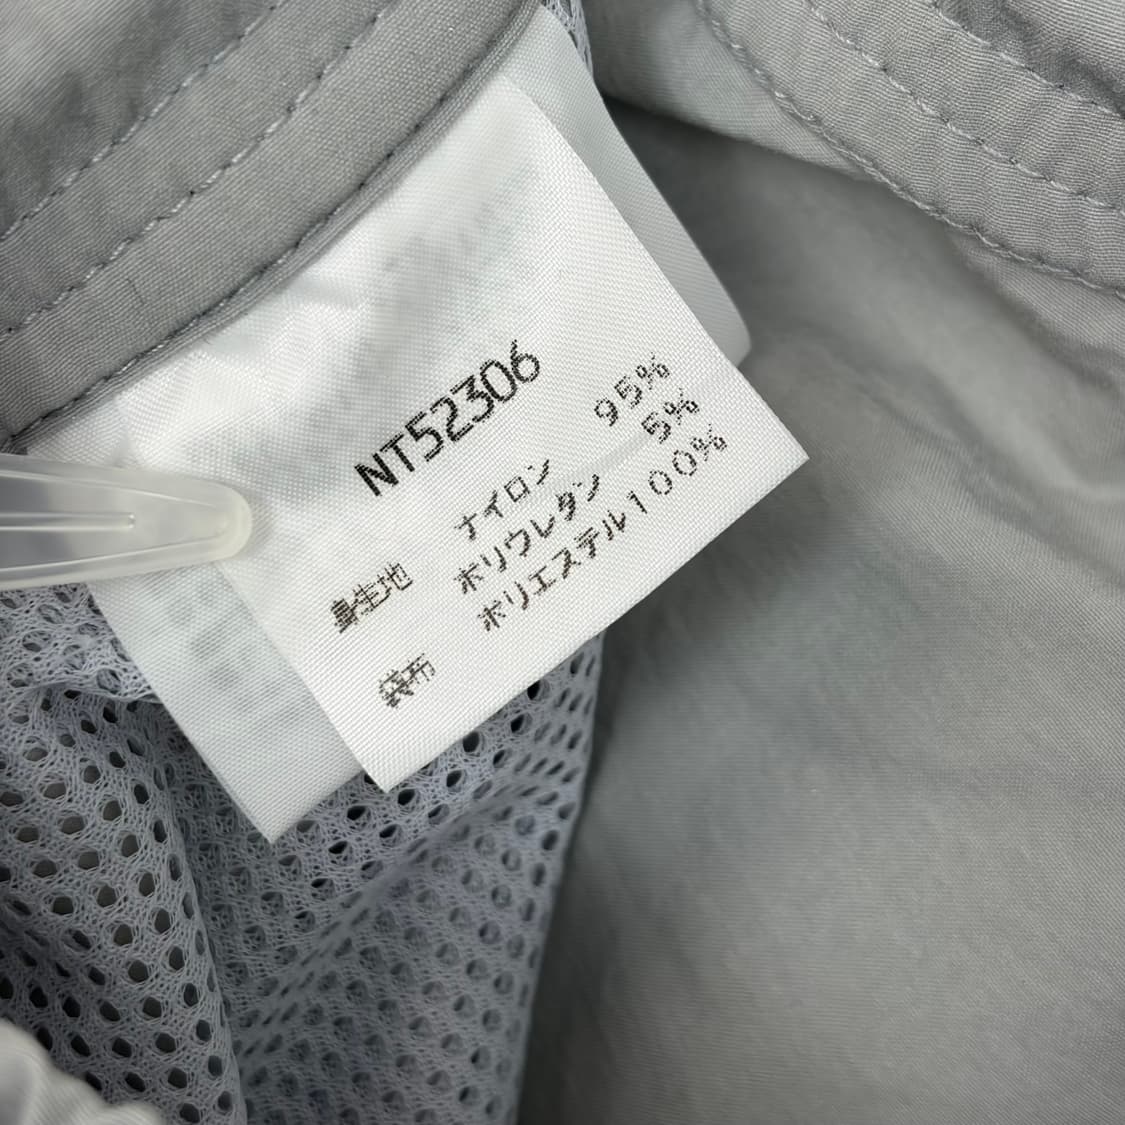 NT52306
身生地 ナイロン 95%
ポリウレタン 5%
袋布 ポリエステル100%